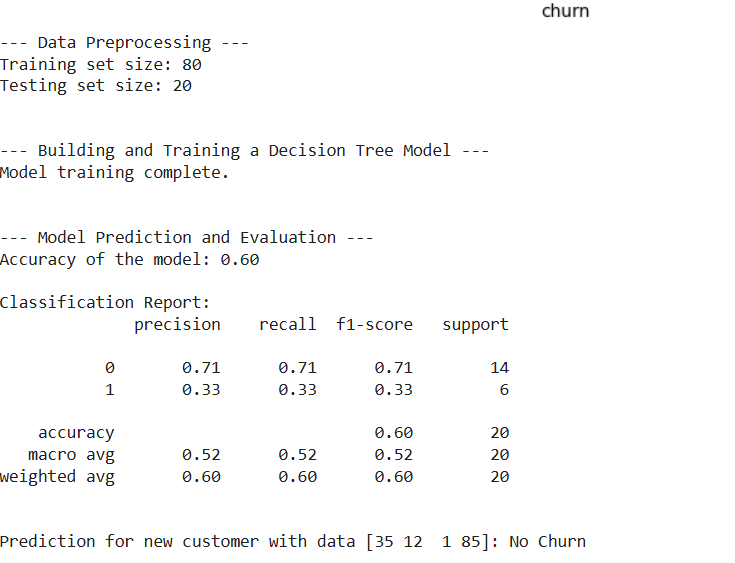 churn
--- Data Preprocessing ---
Training set size: 80
Testing set size: 20
--- Building and Training a Decision Tree Model ---
Model training complete.
--- Model Prediction and Evaluation ---
Accuracy of the model: 0.60
Classification Report:
precision recall f1-score support
0 0.71 0.71 0.71 14
1 0.33 0.33 0.33 6
accuracy 0.60 20
macro avg 0.52 0.52 0.52 20
weighted avg 0.60 0.60 0.60 20
Prediction for new customer with data [35 12  1 85]: No Churn